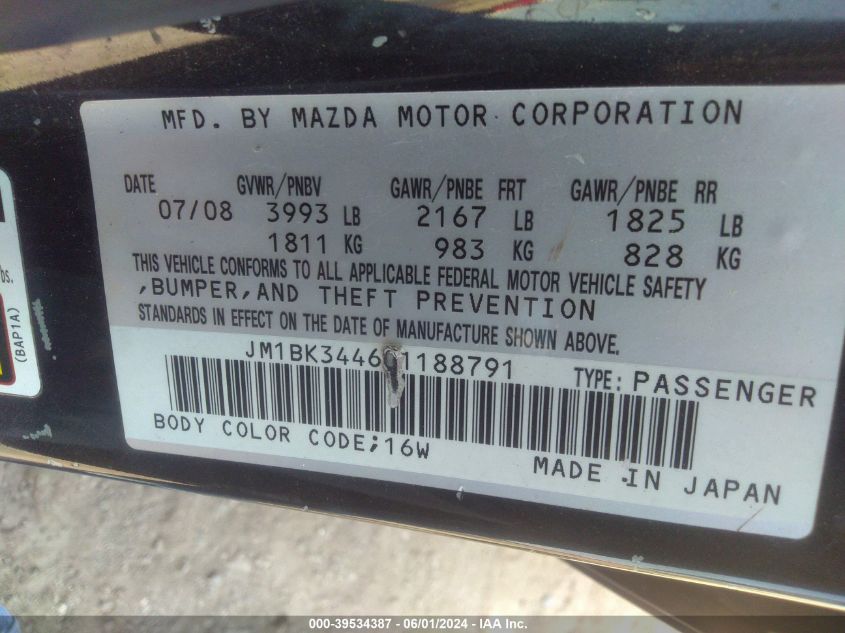 MFD. BY MAZDA MOTOR CORPORATION
DATE GVWR/PNBV GAWR/PNBE FRT GAWR/PNBE RR
07/08 3993 LB 2167 LB 1825 LB
1811 KG 983 KG 828 KG
THIS VEHICLE CONFORMS TO ALL APPLICABLE FEDERAL MOTOR VEHICLE SAFETY
,BUMPER,AND THEFT PREVENTION
STANDARDS IN EFFECT ON THE DATE OF MANUFACTURE SHOWN ABOVE.
TYPE: PASSENGER
BODY COLOR CODE;16W
MADE IN JAPAN
bs.
(BAP1A)
000-39534387 - 06/01/2024 - IAA Inc.